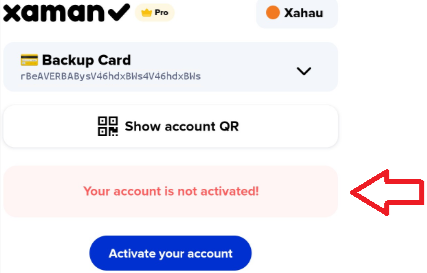 xaman
Pro
Xahau
Backup Card
rBeAVERBABysV46hdxBWs4V46hdxBWs
Show account QR
Your account is not activated!
Activate your account